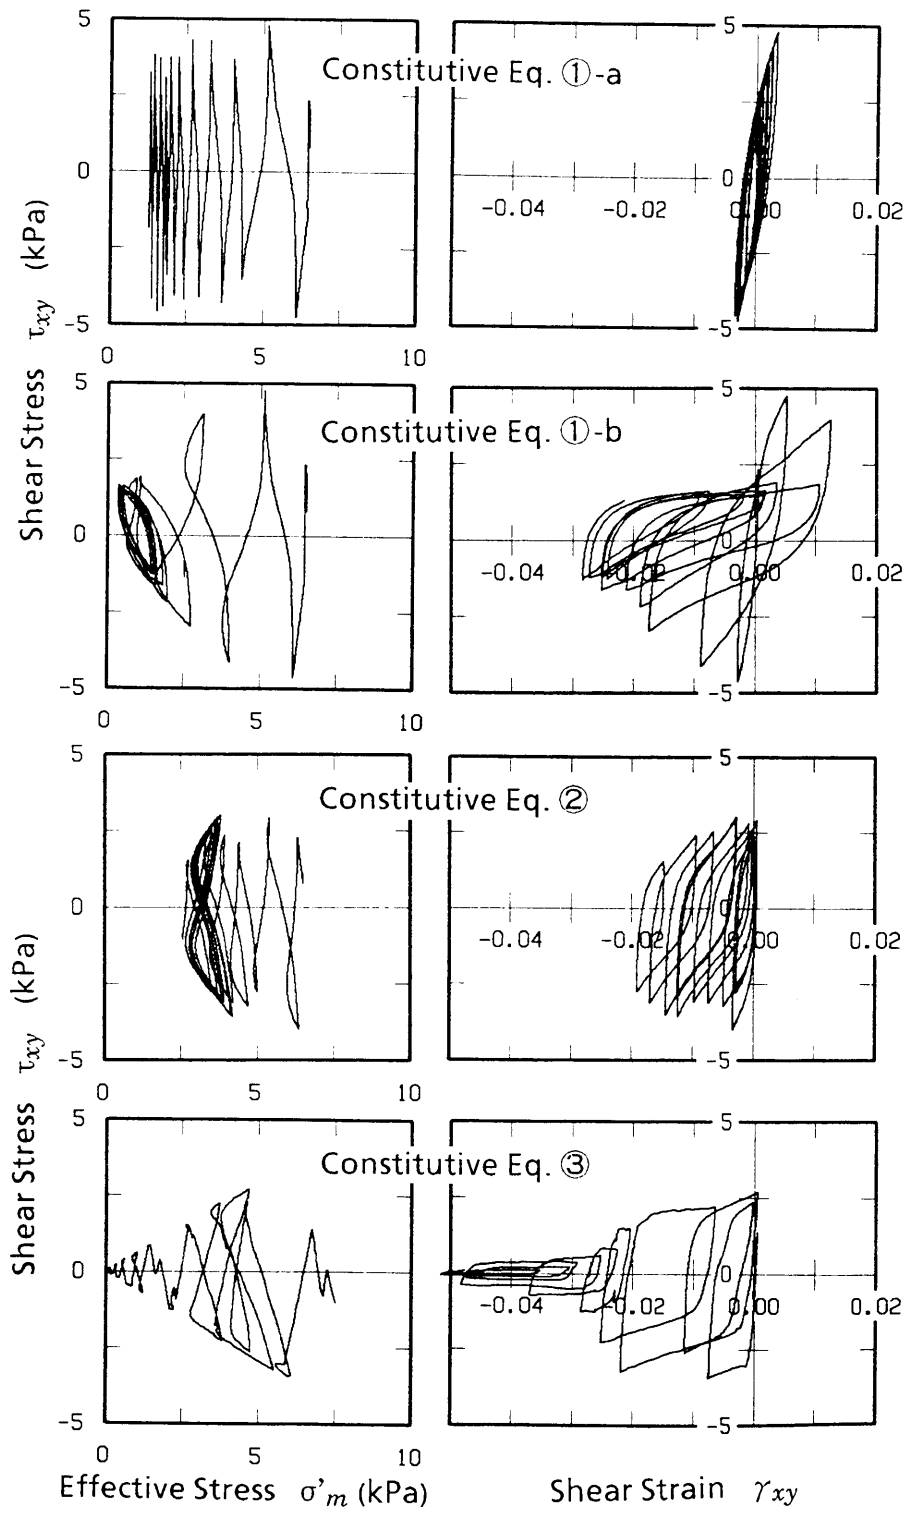 5
0
-5
0 5 10
Constitutive Eq. ①-a
5
0
-5
-0.04 -0.02 0.00 0.02
5
0
-5
0 5 10
Constitutive Eq. ①-b
5
0
-5
-0.04 -0.02 0.00 0.02
5
0
-5
0 5 10
Constitutive Eq. ②
5
0
-5
-0.04 -0.02 0.00 0.02
5
0
-5
0 5 10
Constitutive Eq. ③
5
0
-5
-0.04 -0.02 0.00 0.02
Shear Stress τxy (kPa)
Shear Stress τxy (kPa)
Effective Stress σ'm (kPa)
Shear Strain γxy